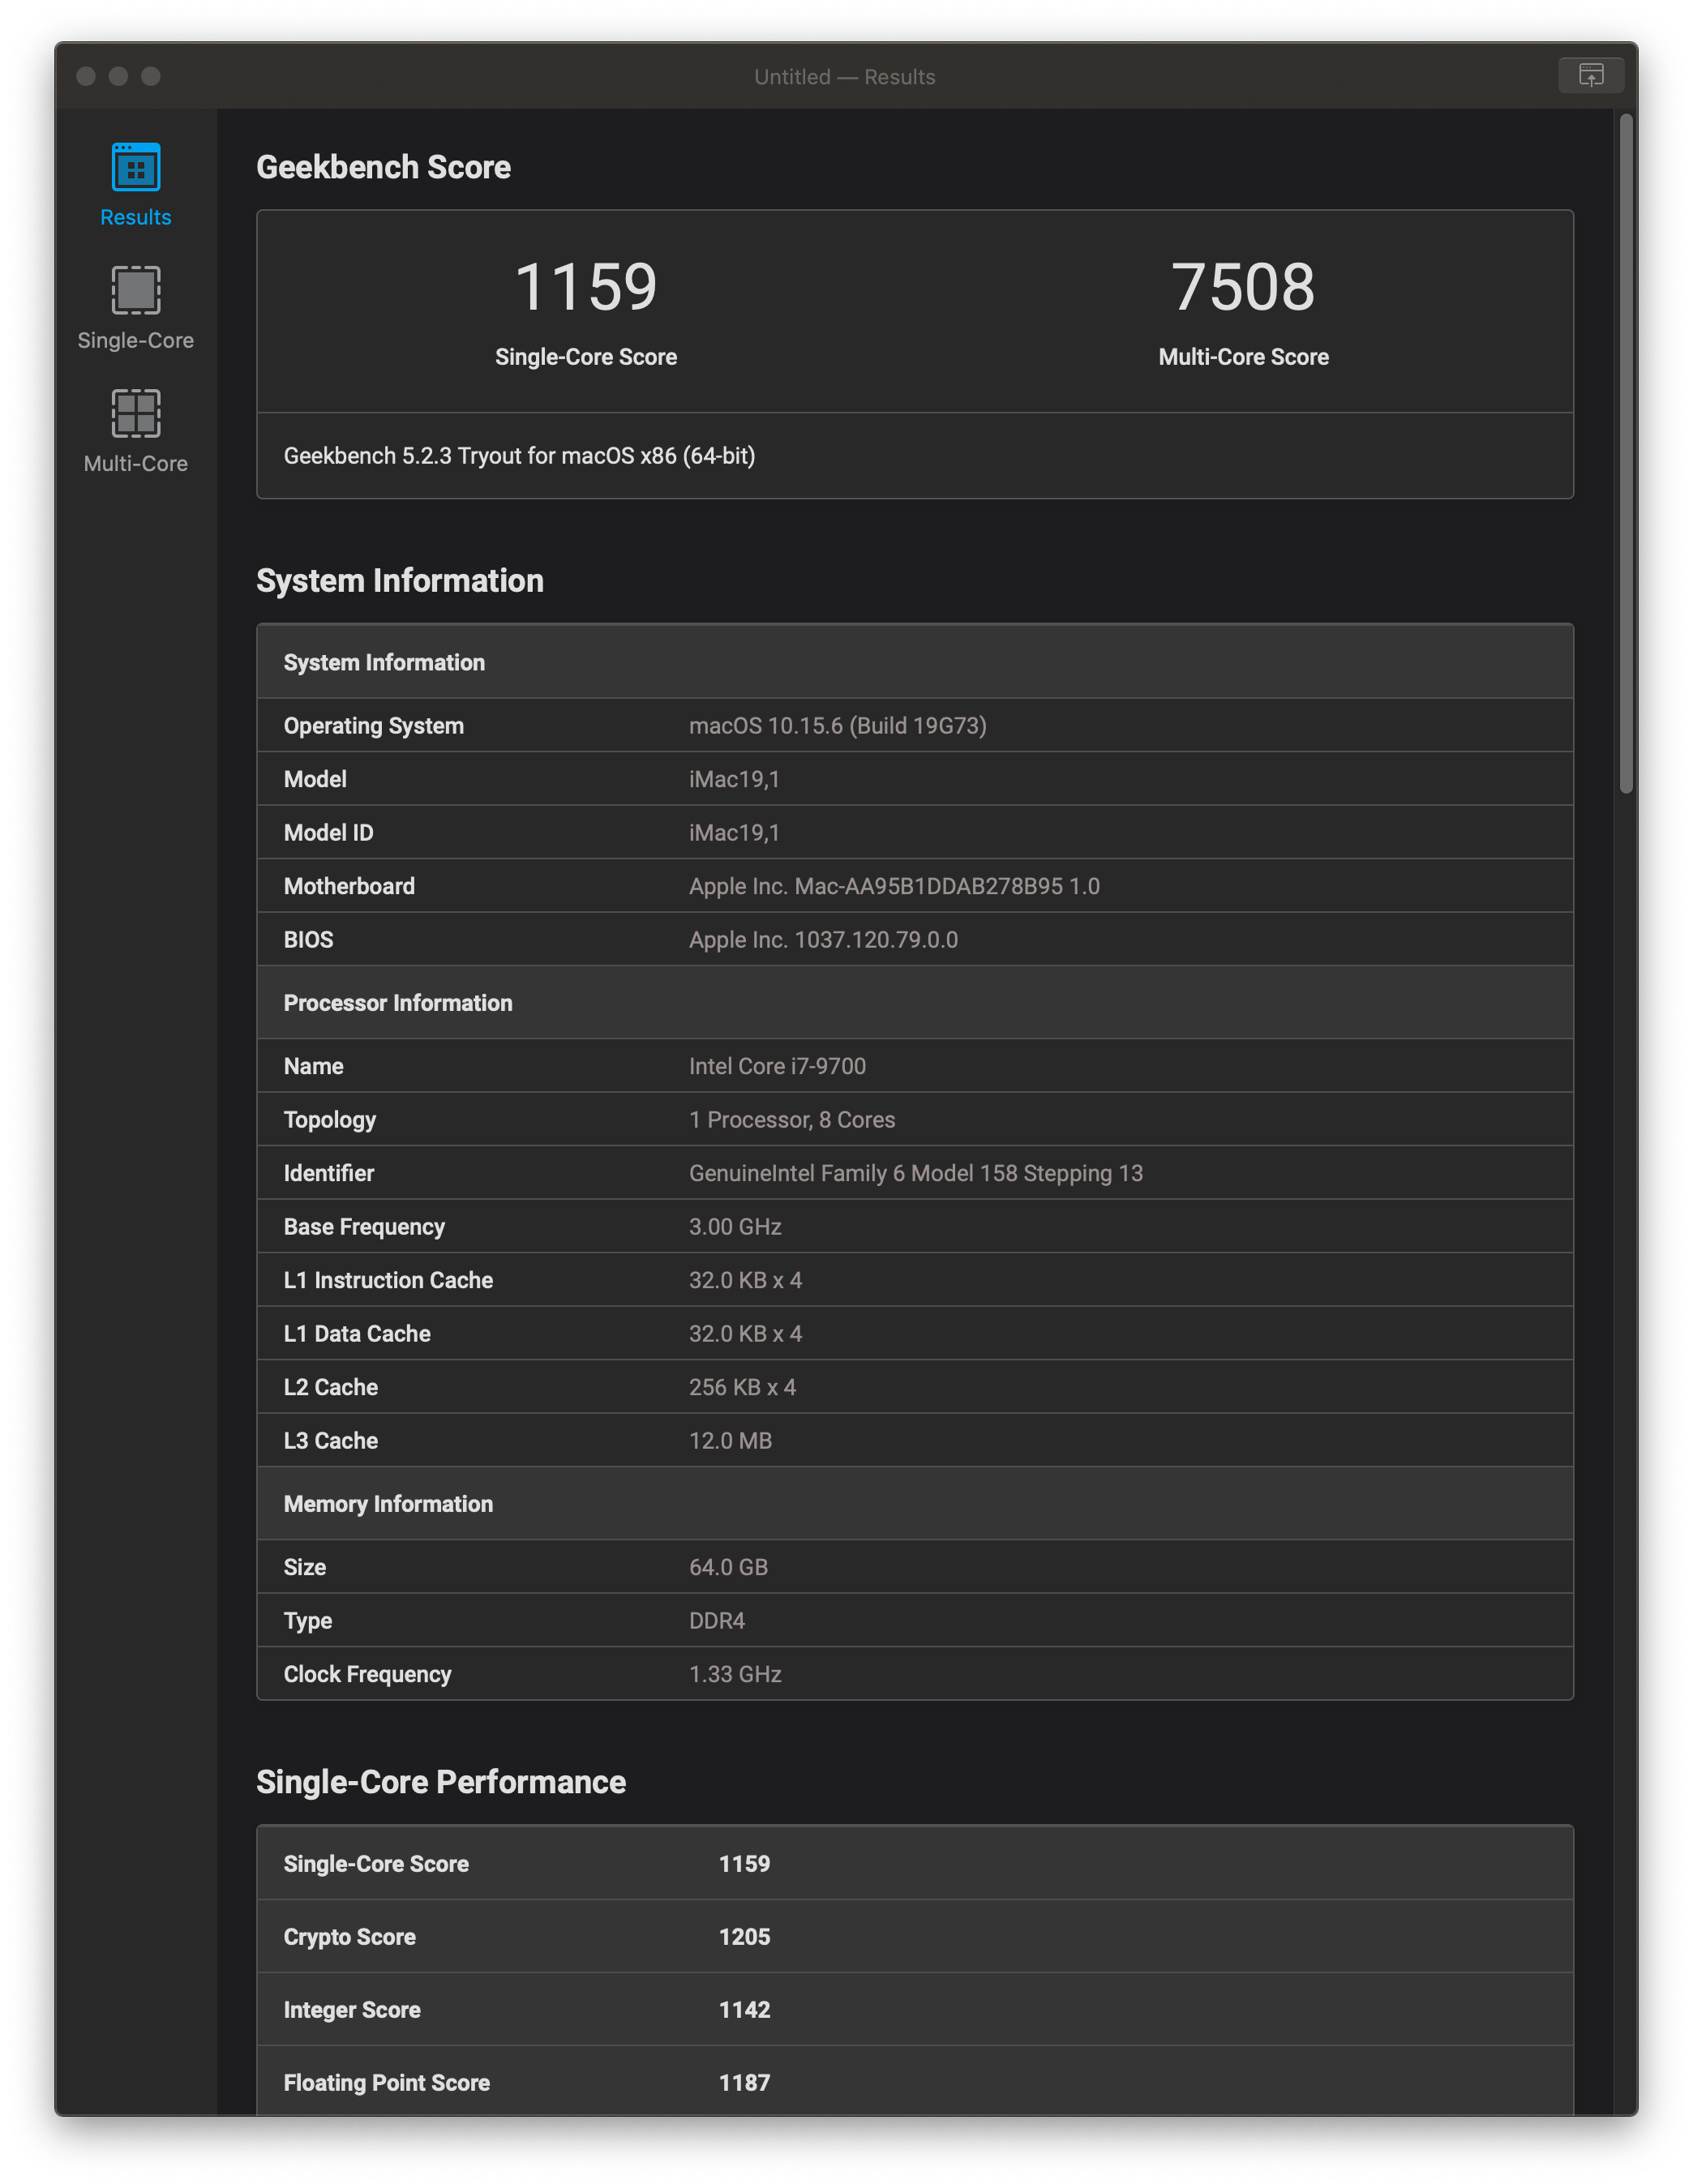 Untitled — Results
Results
Single-Core
Multi-Core
Geekbench Score
1159 7508
Single-Core Score Multi-Core Score
Geekbench 5.2.3 Tryout for macOS x86 (64-bit)
System Information
System Information
Operating System macOS 10.15.6 (Build 19G73)
Model iMac19,1
Model ID iMac19,1
Motherboard Apple Inc. Mac-AA95B1DDAB278B95 1.0
BIOS Apple Inc. 1037.120.79.0.0
Processor Information
Name Intel Core i7-9700
Topology 1 Processor, 8 Cores
Identifier GenuineIntel Family 6 Model 158 Stepping 13
Base Frequency 3.00 GHz
L1 Instruction Cache 32.0 KB x 4
L1 Data Cache 32.0 KB x 4
L2 Cache 256 KB x 4
L3 Cache 12.0 MB
Memory Information
Size 64.0 GB
Type DDR4
Clock Frequency 1.33 GHz
Single-Core Performance
Single-Core Score 1159
Crypto Score 1205
Integer Score 1142
Floating Point Score 1187